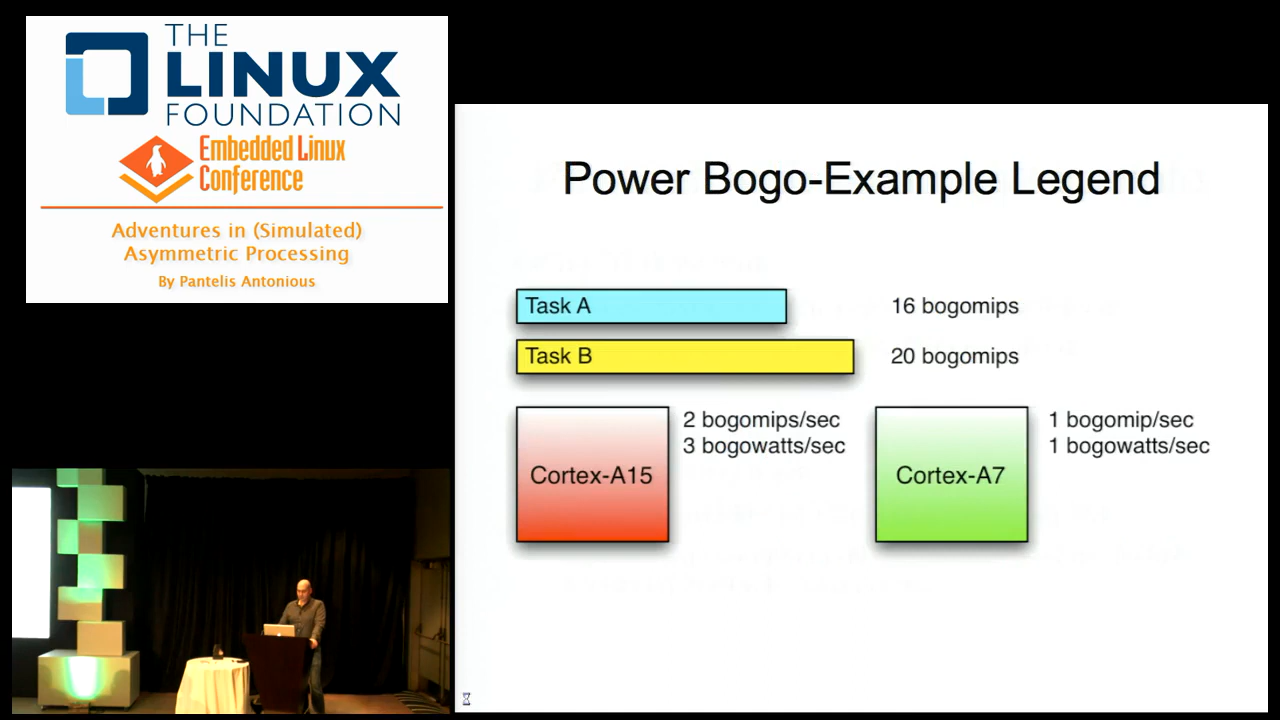 THE
LINUX
FOUNDATION
Embedded Linux
Conference
Adventures in (Simulated)
Asymmetric Processing
By Pantelis Antonious
Power Bogo-Example Legend
Task A
16 bogomips
Task B
20 bogomips
2 bogomips/sec
3 bogowatts/sec
Cortex-A15
1 bogomip/sec
1 bogowatts/sec
Cortex-A7